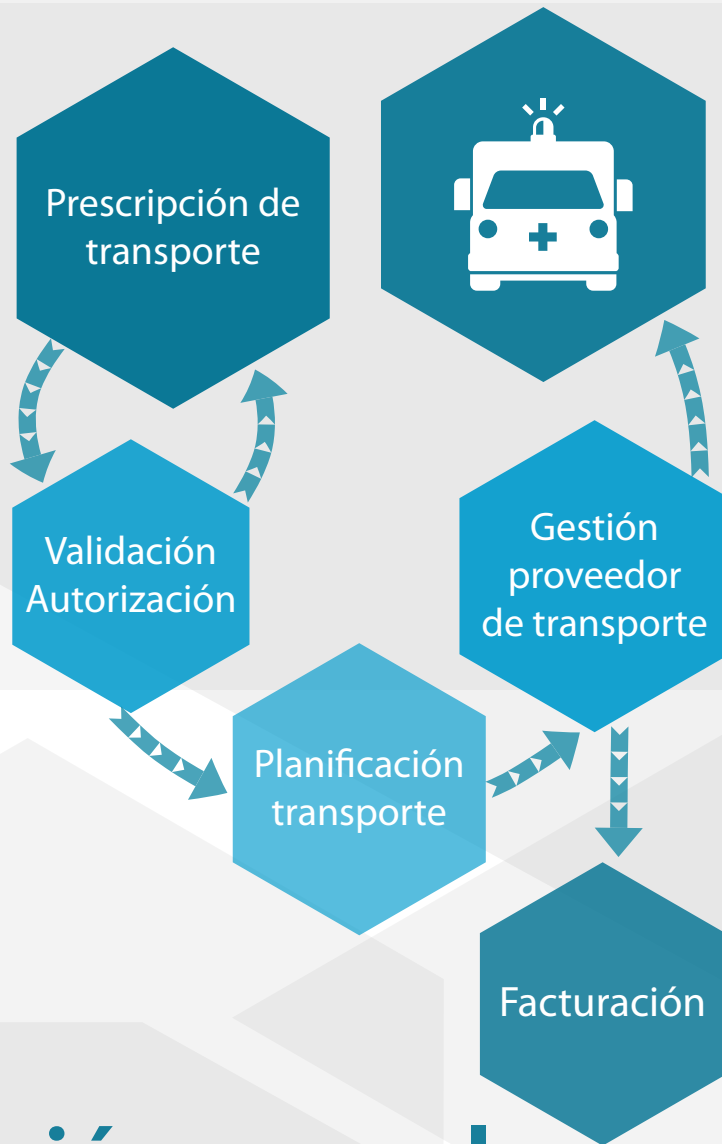 Prescripción de
transporte
Validación
Autorización
Gestión
proveedor
de transporte
Planificación
transporte
Facturación